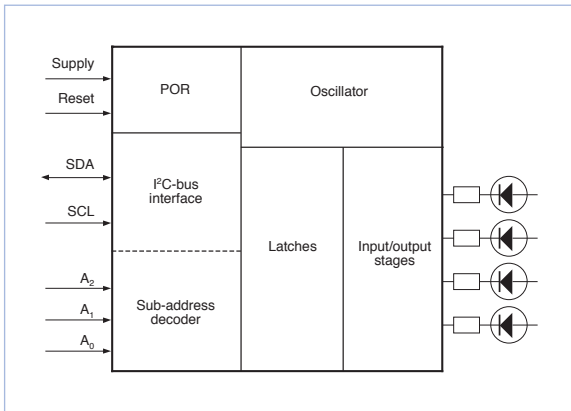 Supply
POR
Oscillator
Reset
SDA
I²C-bus
interface
SCL
Latches
Input/output
stages
A₂
Sub-address
decoder
A₁
A₀